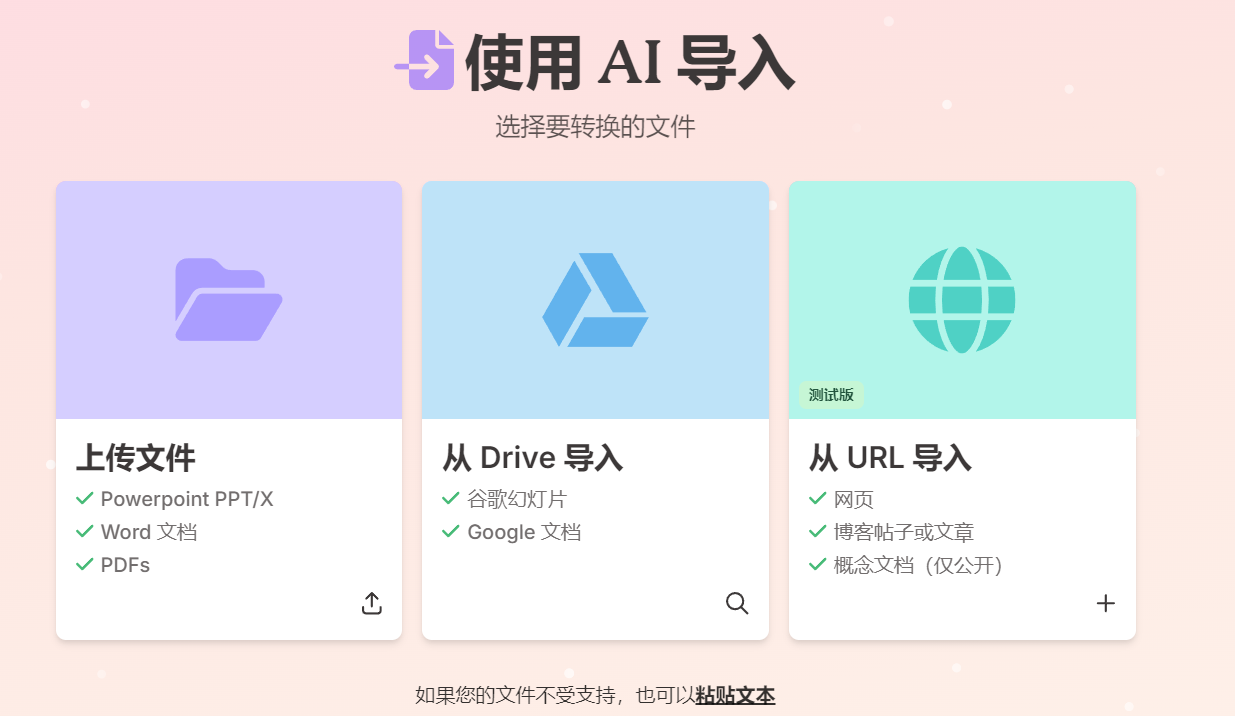 使用 AI 导入
选择要转换的文件
测试版
上传文件
Powerpoint PPT/X
Word 文档
PDFs
从 Drive 导入
谷歌幻灯片
Google 文档
从 URL 导入
网页
博客帖子或文章
概念文档（仅公开）
如果您的文件不受支持，也可以粘贴文本